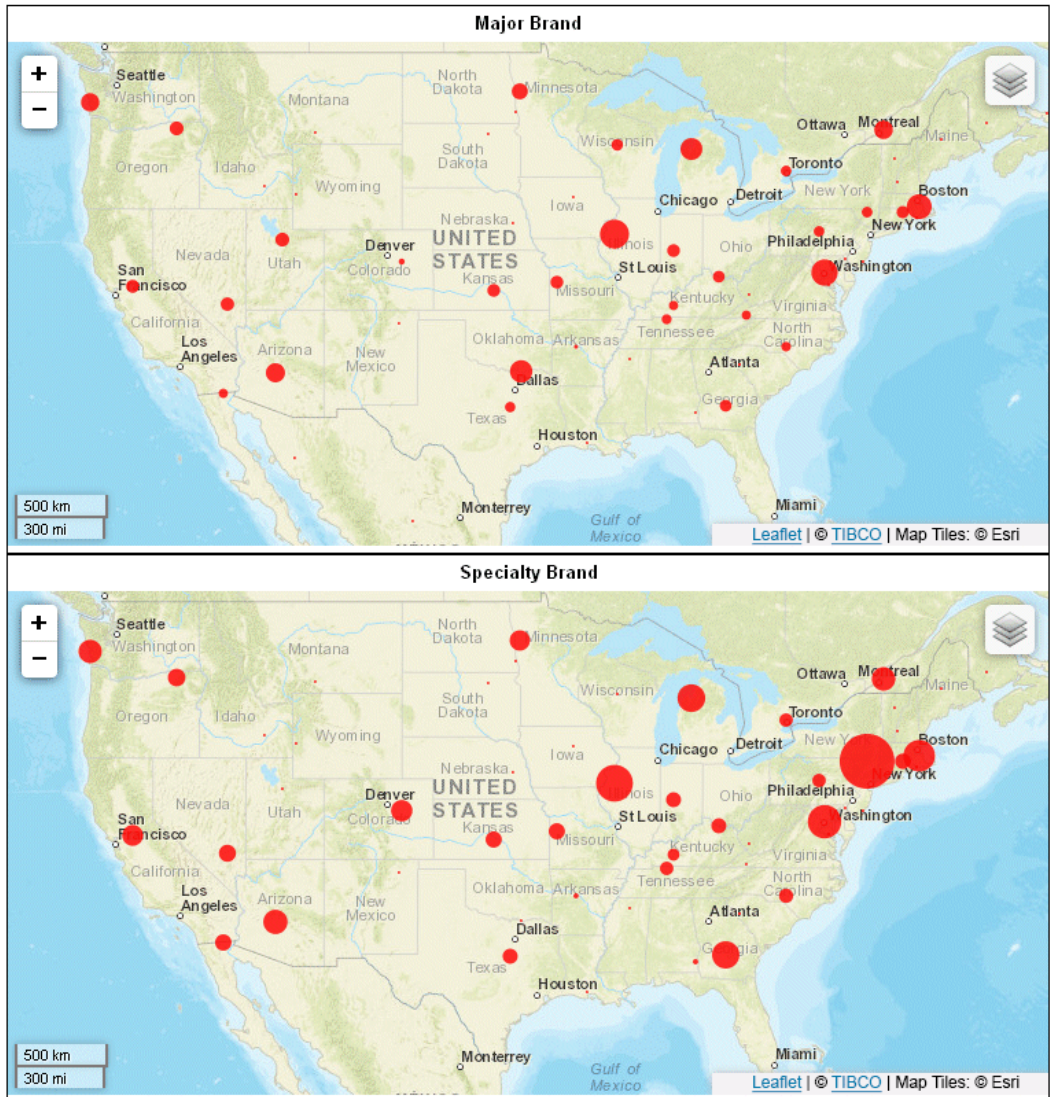 Major Brand
+
−
Seattle
Washington
Montana
North
Dakota
Minnesota
Ottawa
Montreal
Maine
Oregon
Idaho
Wyoming
South
Dakota
Wisconsin
Toronto
New York
Boston
Iowa
Chicago
Detroit
New York
Nebraska
UNITED
STATES
Denver
Colorado
Nevada
Utah
Illinois
Ohio
Philadelphia
San
Francisco
Kansas
St Louis
Missouri
Washington
California
Kentucky
Virginia
Los
Angeles
Arizona
New
Mexico
Oklahoma
Arkansas
Tennessee
North
Carolina
Atlanta
Dallas
Texas
Georgia
Houston
Monterrey
Gulf of
Mexico
Miami
500 km
300 mi
Leaflet | © TIBCO | Map Tiles: © Esri
Specialty Brand
+
−
Seattle
Washington
Montana
North
Dakota
Minnesota
Ottawa
Montreal
Maine
Oregon
Idaho
Wyoming
South
Dakota
Wisconsin
Toronto
Boston
Iowa
Chicago
Detroit
New York
Nebraska
UNITED
STATES
Denver
Colorado
Nevada
Utah
Illinois
Ohio
Philadelphia
San
Francisco
Kansas
St Louis
Missouri
Washington
California
Kentucky
Virginia
Los
Angeles
Arizona
New
Mexico
Oklahoma
Arkansas
Tennessee
North
Carolina
Atlanta
Dallas
Texas
Georgia
Houston
Monterrey
Gulf of
Mexico
Miami
500 km
300 mi
Leaflet | © TIBCO | Map Tiles: © Esri